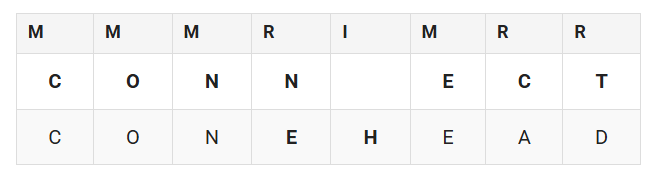 M M M R I M R R
C O N N E C T
C O N E H E A D